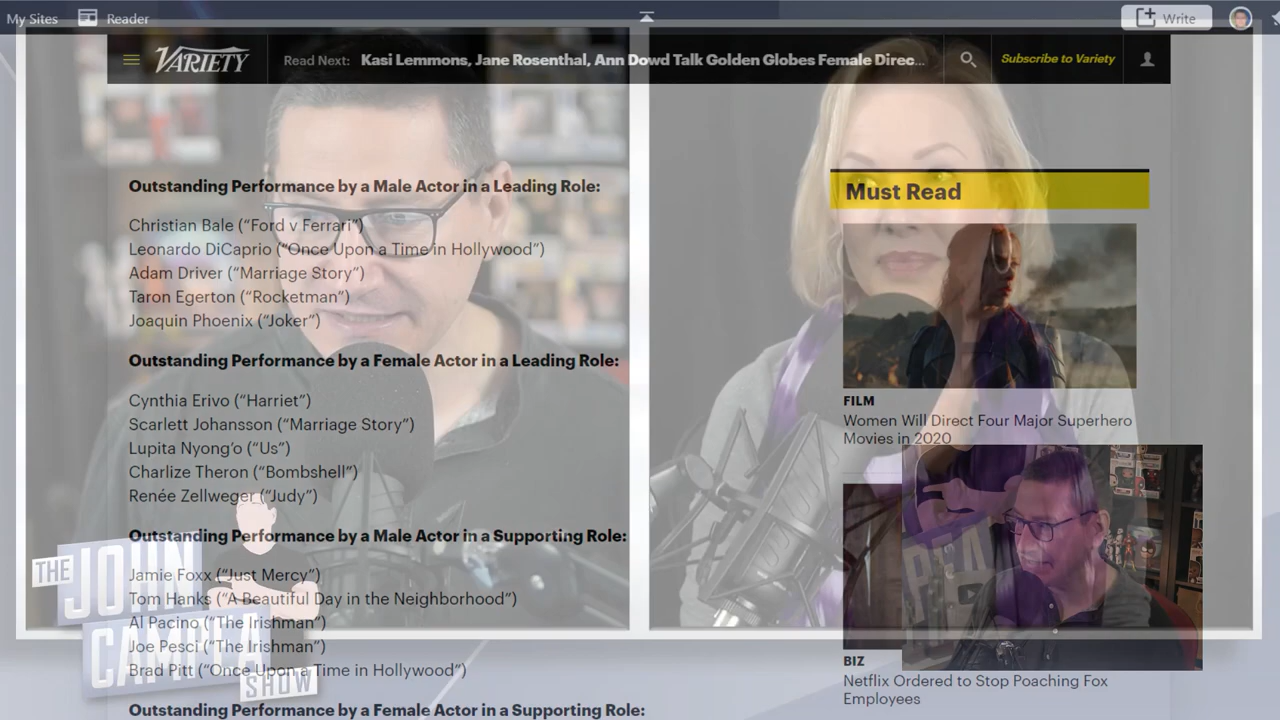 My Sites
Reader
Write
VARIETY
Read Next: Kasi Lemmons, Jane Rosenthal, Ann Dowd Talk Golden Globes Female Direc...
Subscribe to Variety
Outstanding Performance by a Male Actor in a Leading Role:
Christian Bale (“Ford v Ferrari”)
Leonardo DiCaprio (“Once Upon a Time in Hollywood”)
Adam Driver (“Marriage Story”)
Taron Egerton (“Rocketman”)
Joaquin Phoenix (“Joker”)
Outstanding Performance by a Female Actor in a Leading Role:
Cynthia Erivo (“Harriet”)
Scarlett Johansson (“Marriage Story”)
Lupita Nyong’o (“Us”)
Charlize Theron (“Bombshell”)
Renée Zellweger (“Judy”)
Outstanding Performance by a Male Actor in a Supporting Role:
Jamie Foxx (“Just Mercy”)
Tom Hanks (“A Beautiful Day in the Neighborhood”)
Al Pacino (“The Irishman”)
Joe Pesci (“The Irishman”)
Brad Pitt (“Once Upon a Time in Hollywood”)
Outstanding Performance by a Female Actor in a Supporting Role:
Must Read
FILM
Women Will Direct Four Major Superhero
Movies in 2020
BIZ
Netflix Ordered to Stop Poaching Fox
Employees
THE
JOHN
CAMPEA
SHOW